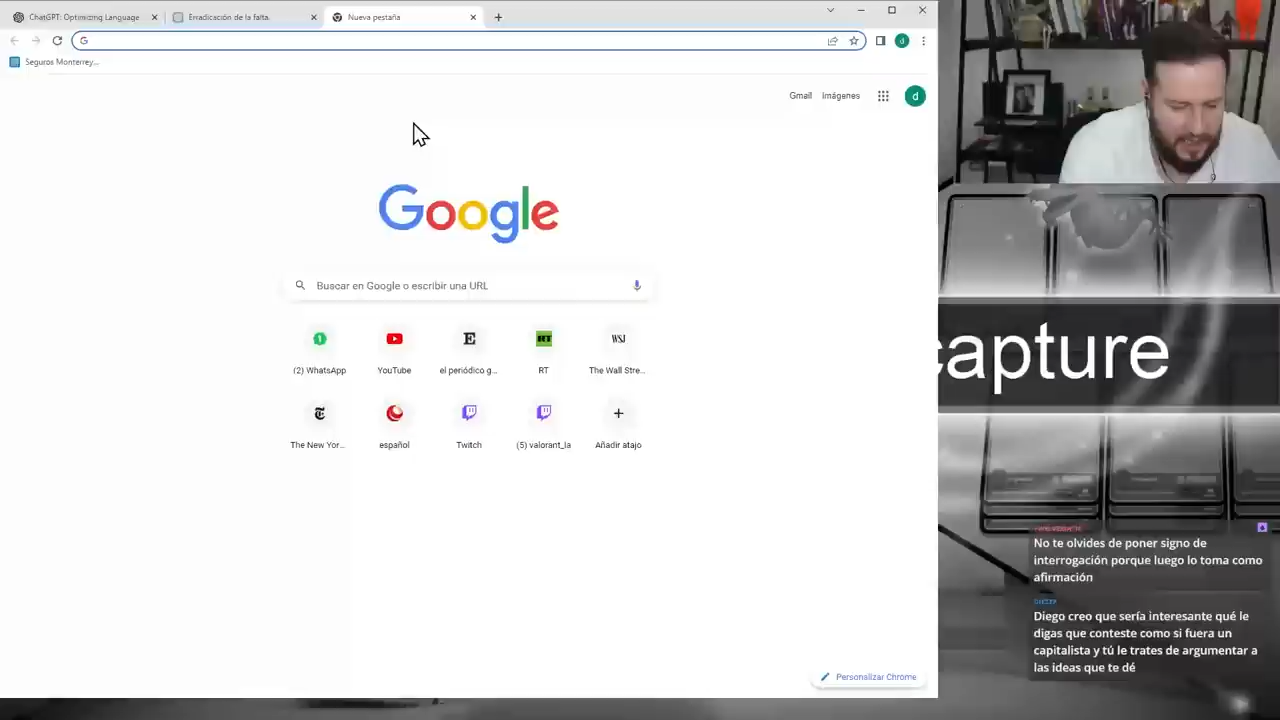 ChatGPT: Optimizing Language
Erradicación de la falta.
Nueva pestaña
Seguros Monterrey...
Gmail Imágenes
d
Google
Buscar en Google o escribir una URL
(2) WhatsApp
YouTube
el periódico g...
RT
The Wall Stre...
The New Yor...
español
Twitch
(5) valorant_la
Añadir atajo
Personalizar Chrome
capture
No te olvides de poner signo de
interrogación porque luego lo toma como
afirmación
Diego creo que sería interesante qué le
digas que conteste como si fuera un
capitalista y tú le trates de argumentar a
las ideas que te dé